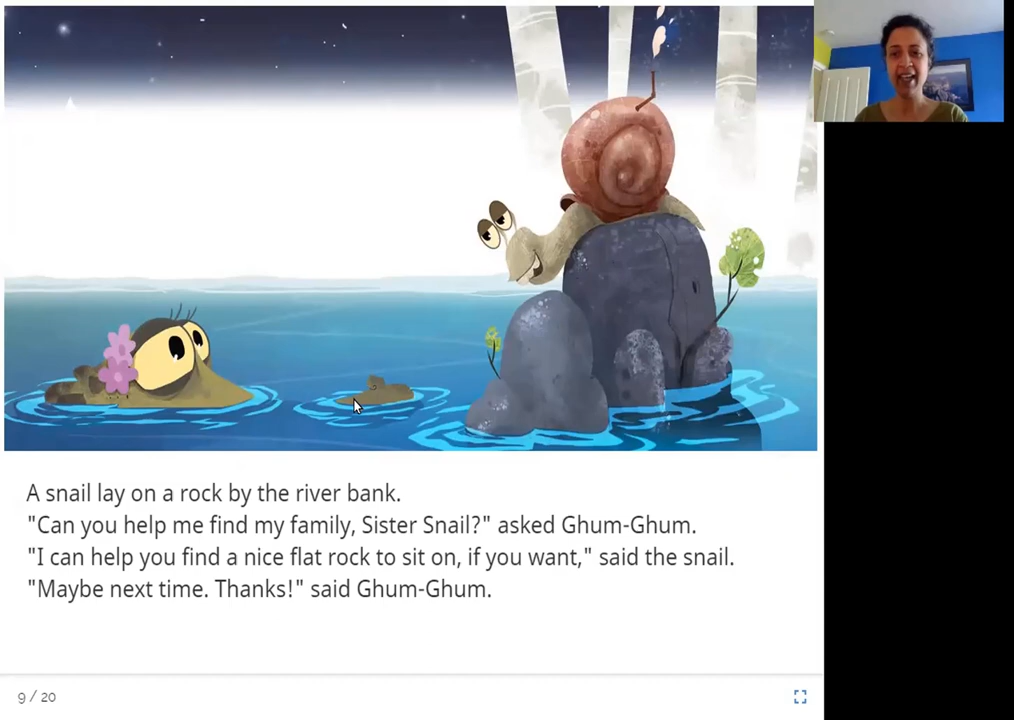 A snail lay on a rock by the river bank.
"Can you help me find my family, Sister Snail?" asked Ghum-Ghum.
"I can help you find a nice flat rock to sit on, if you want," said the snail.
"Maybe next time. Thanks!" said Ghum-Ghum.
9 / 20